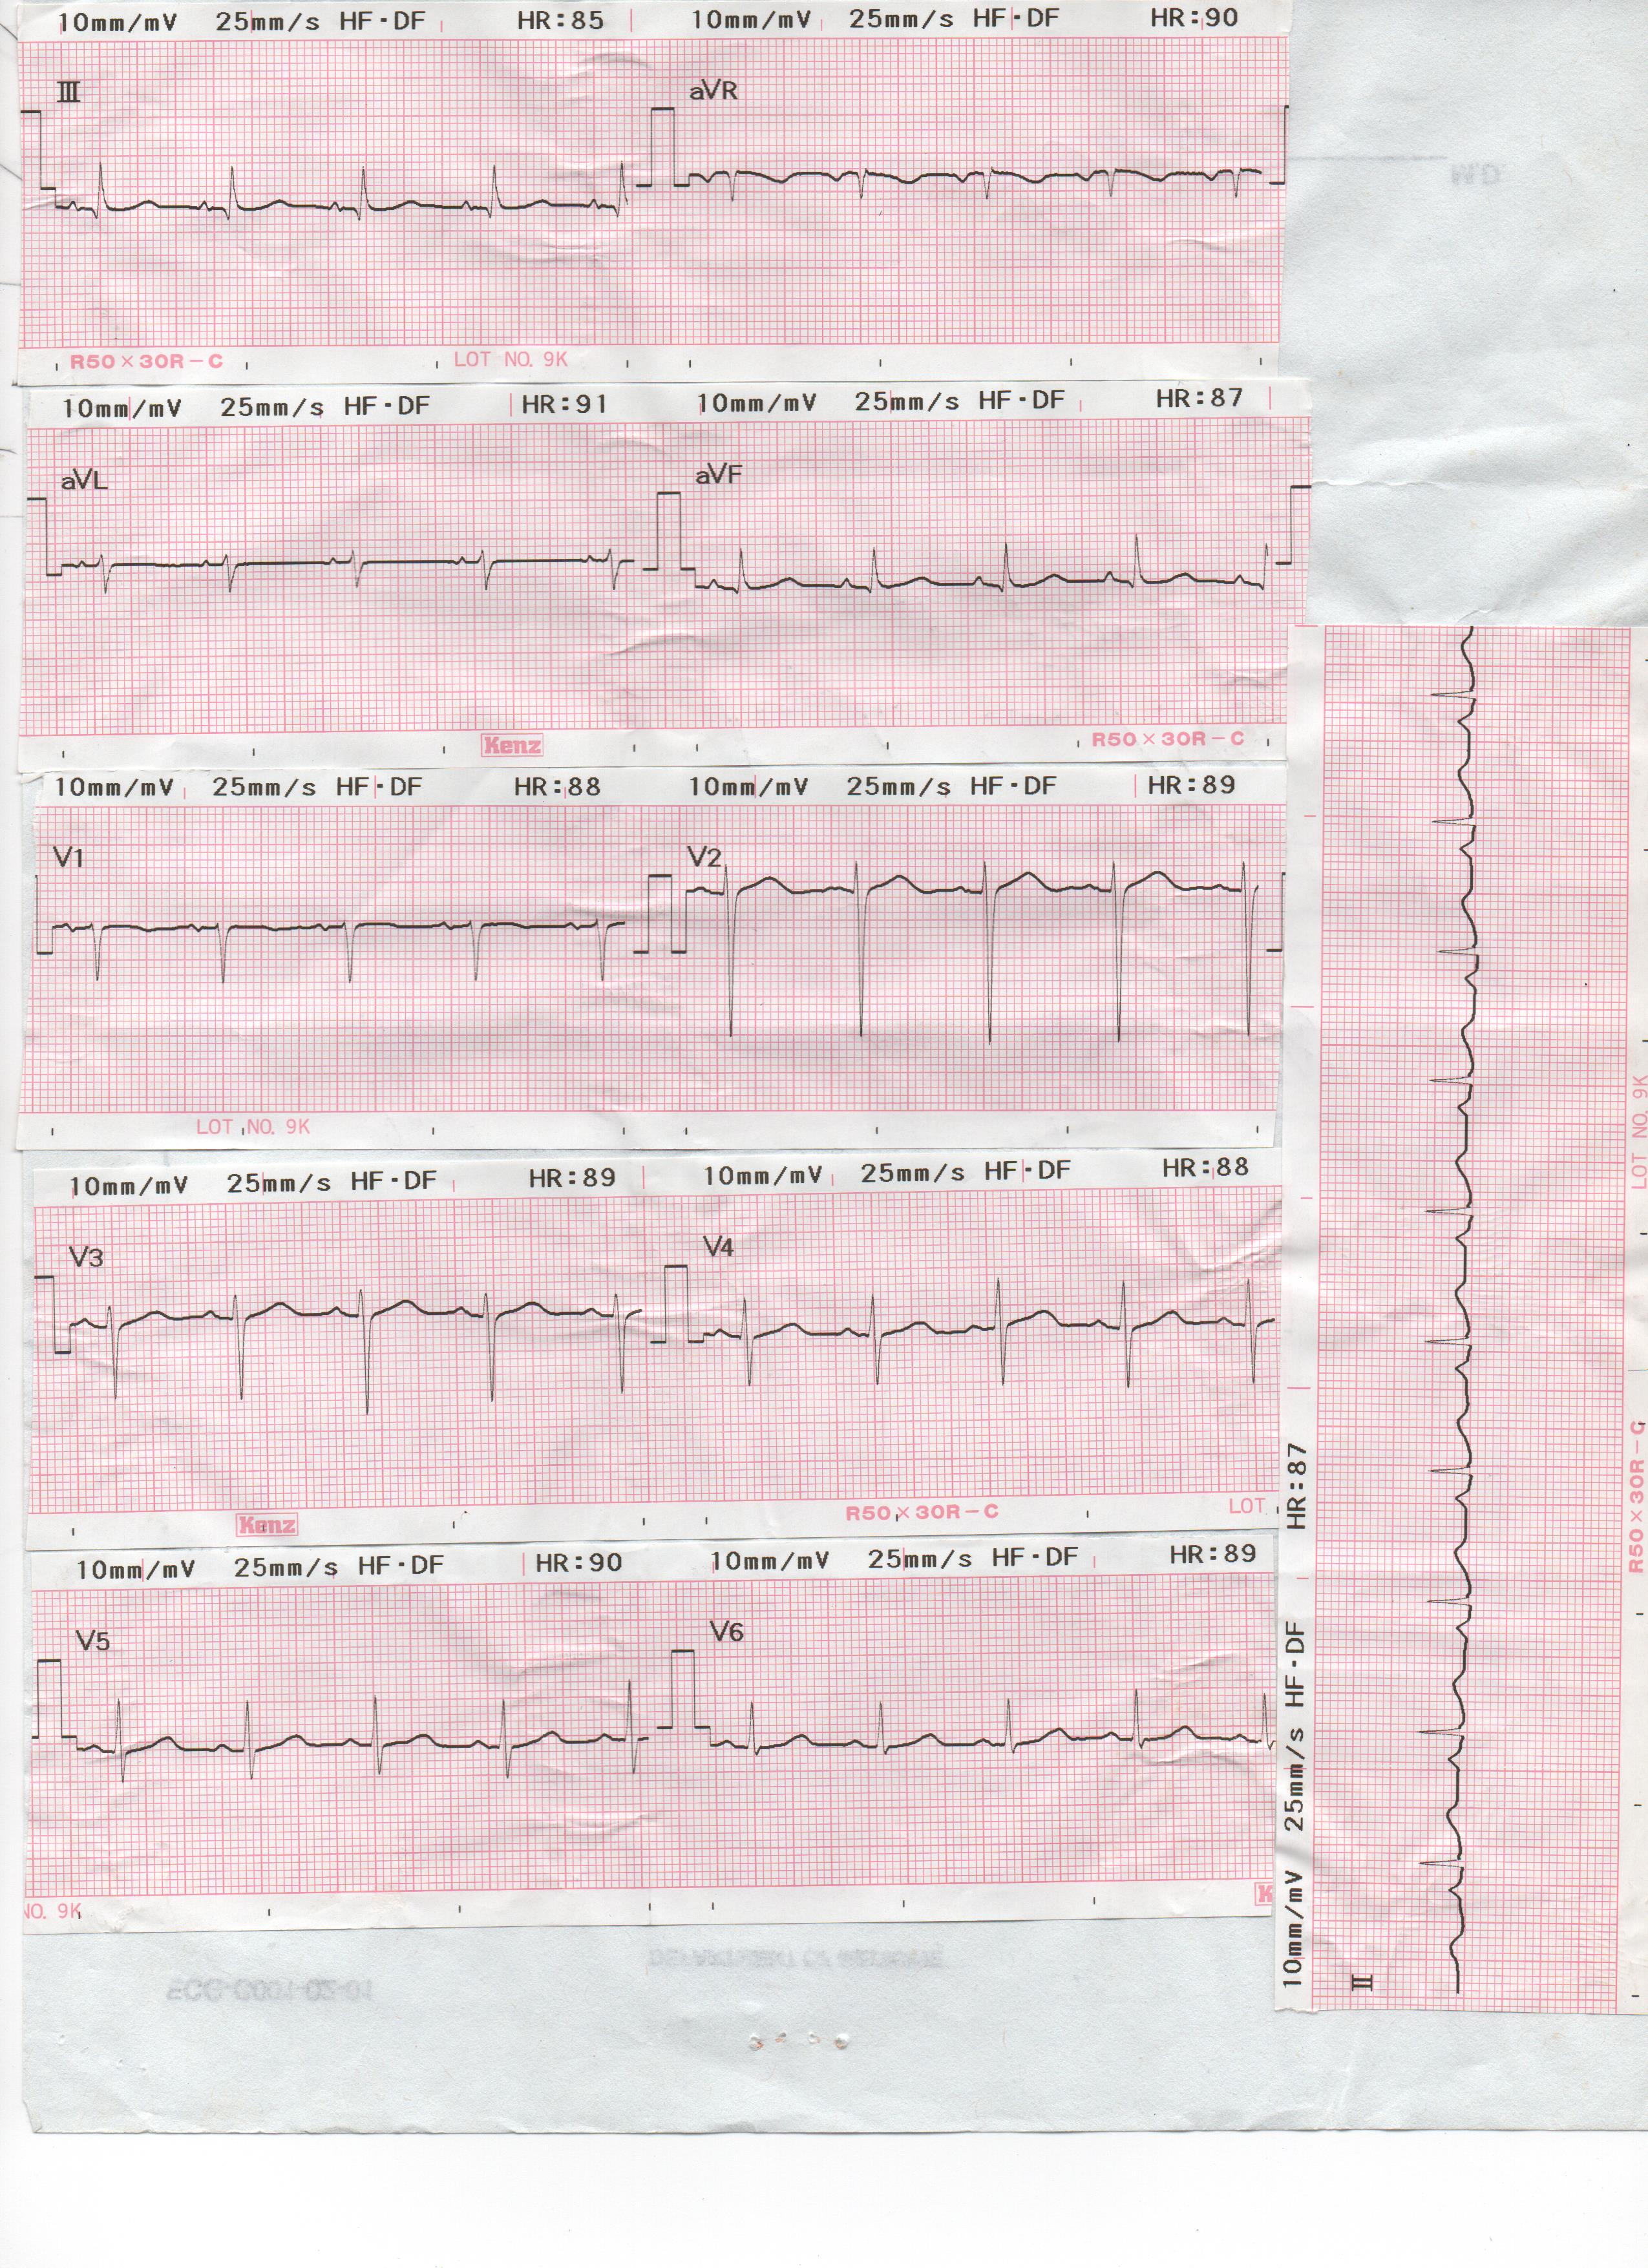 10mm/mV 25mm/s HF·DF HR:85 10mm/mV 25mm/s HF·DF HR:90
III aVR
M.D.
R50×30R-C LOT NO. 9K
10mm/mV 25mm/s HF·DF HR:91 10mm/mV 25mm/s HF·DF HR:87
aVL aVF
Kenz R50×30R-C
10mm/mV 25mm/s HF·DF HR:88 10mm/mV 25mm/s HF·DF HR:89
V1 V2
LOT NO. 9K
10mm/mV 25mm/s HF·DF HR:89 10mm/mV 25mm/s HF·DF HR:88
V3 V4
Kenz R50×30R-C LOT
10mm/mV 25mm/s HF·DF HR:90 10mm/mV 25mm/s HF·DF HR:89
V5 V6
NO. 9K K
10mm/mV 25mm/s HF·DF HR:87
II
R50×30R-C LOT NO. 9K
DEPARTMENT OF